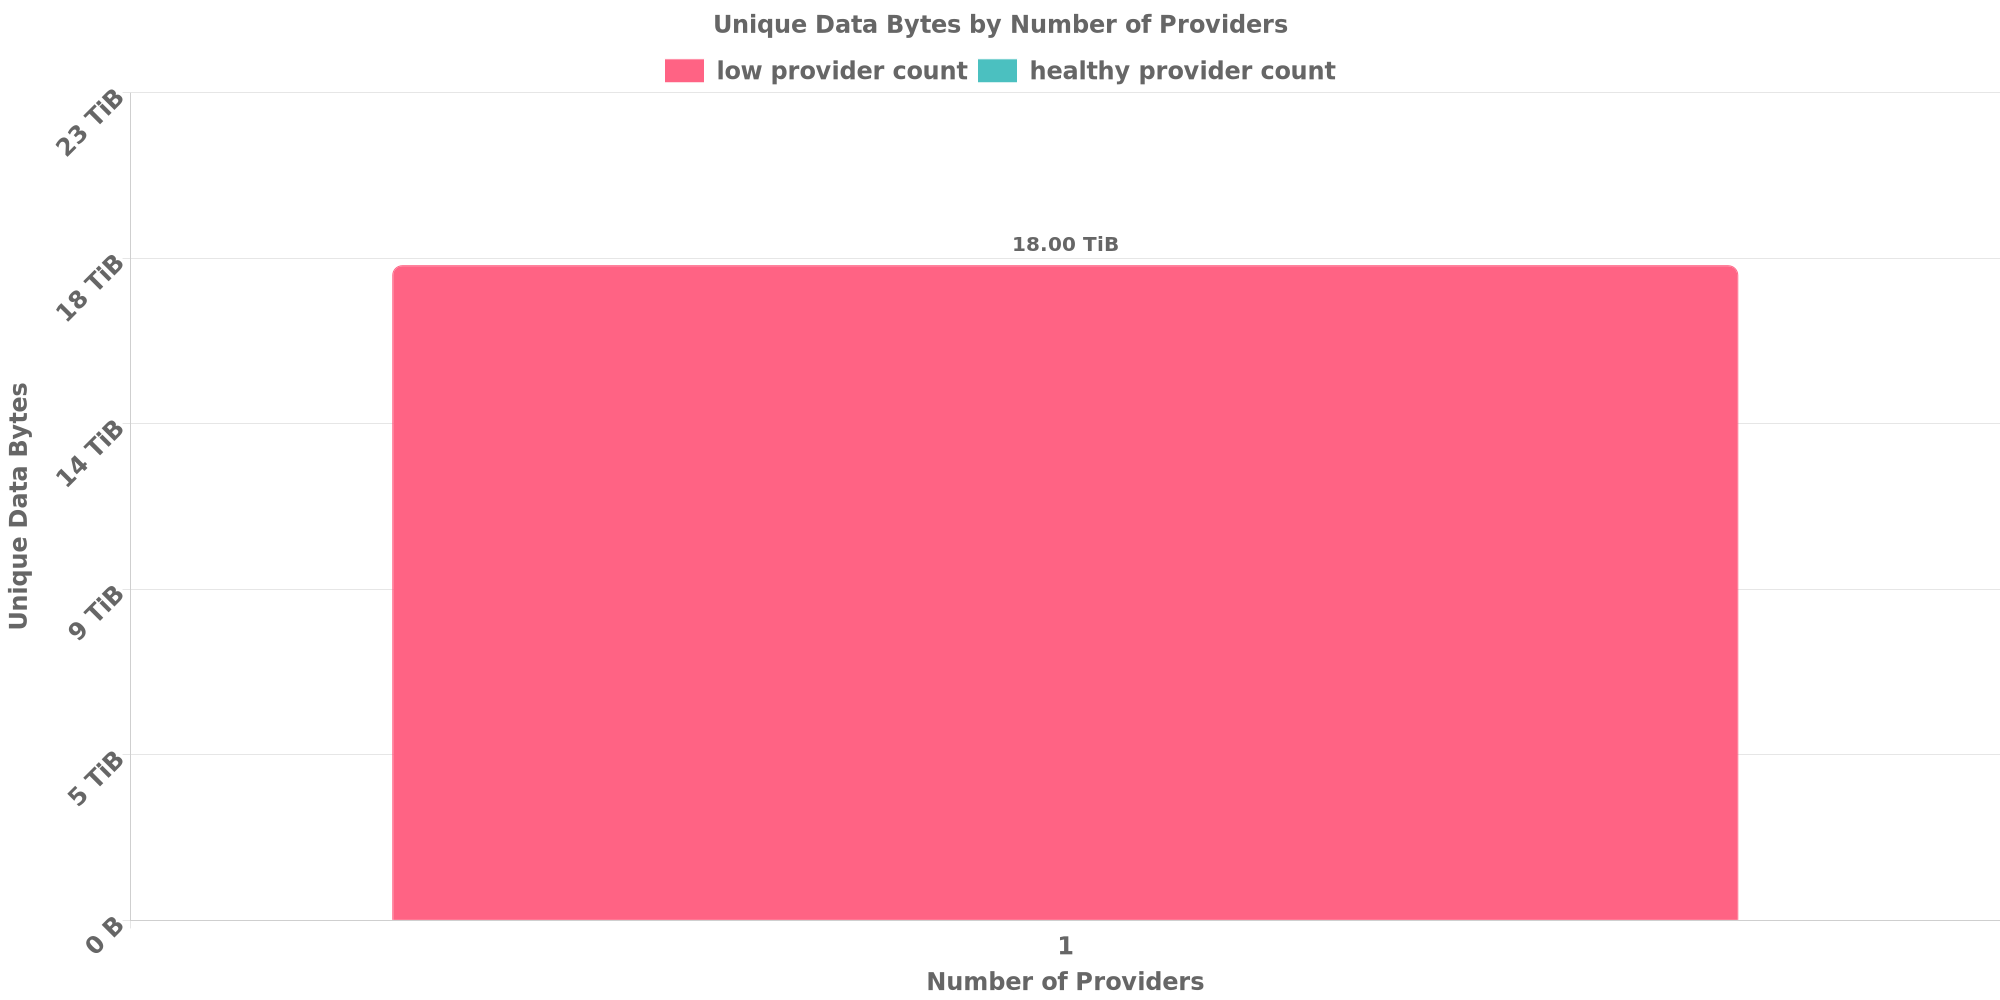 Unique Data Bytes by Number of Providers
low provider count
healthy provider count
23 TiB
18 TiB
14 TiB
9 TiB
5 TiB
0 B
Unique Data Bytes
18.00 TiB
1
Number of Providers